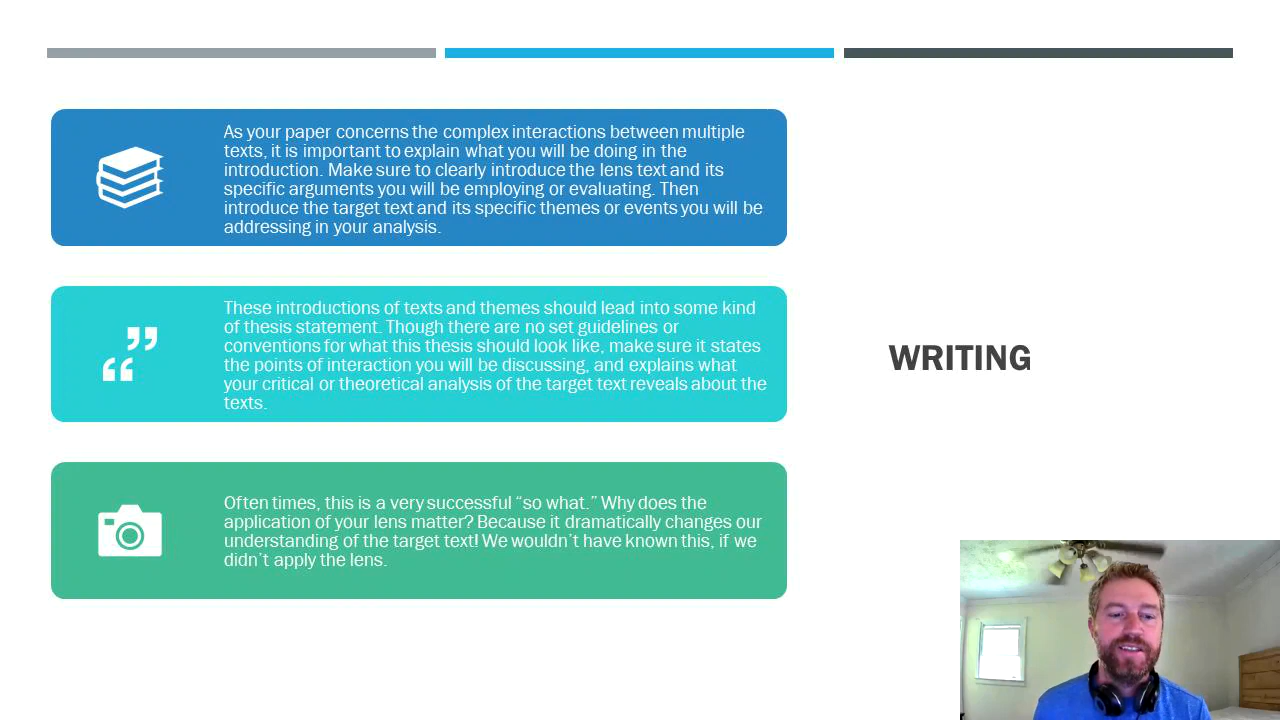 As your paper concerns the complex interactions between multiple
texts, it is important to explain what you will be doing in the
introduction. Make sure to clearly introduce the lens text and its
specific arguments you will be employing or evaluating. Then
introduce the target text and its specific themes or events you will be
addressing in your analysis.
These introductions of texts and themes should lead into some kind
of thesis statement. Though there are no set guidelines or
conventions for what this thesis should look like, make sure it states
the points of interaction you will be discussing, and explains what
your critical or theoretical analysis of the target text reveals about the
texts.
Often times, this is a very successful “so what.” Why does the
application of your lens matter? Because it dramatically changes our
understanding of the target text! We wouldn’t have known this, if we
didn’t apply the lens.
WRITING